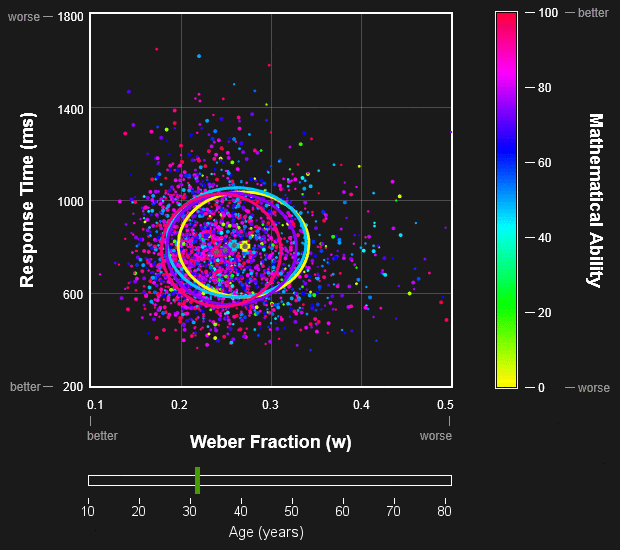 worse
1800
1400
1000
600
200
better
Response Time (ms)
0.1 0.2 0.3 0.4 0.5
better
worse
Weber Fraction (w)
100
80
60
40
20
0
better
worse
Mathematical Ability
10 20 30 40 50 60 70 80
Age (years)